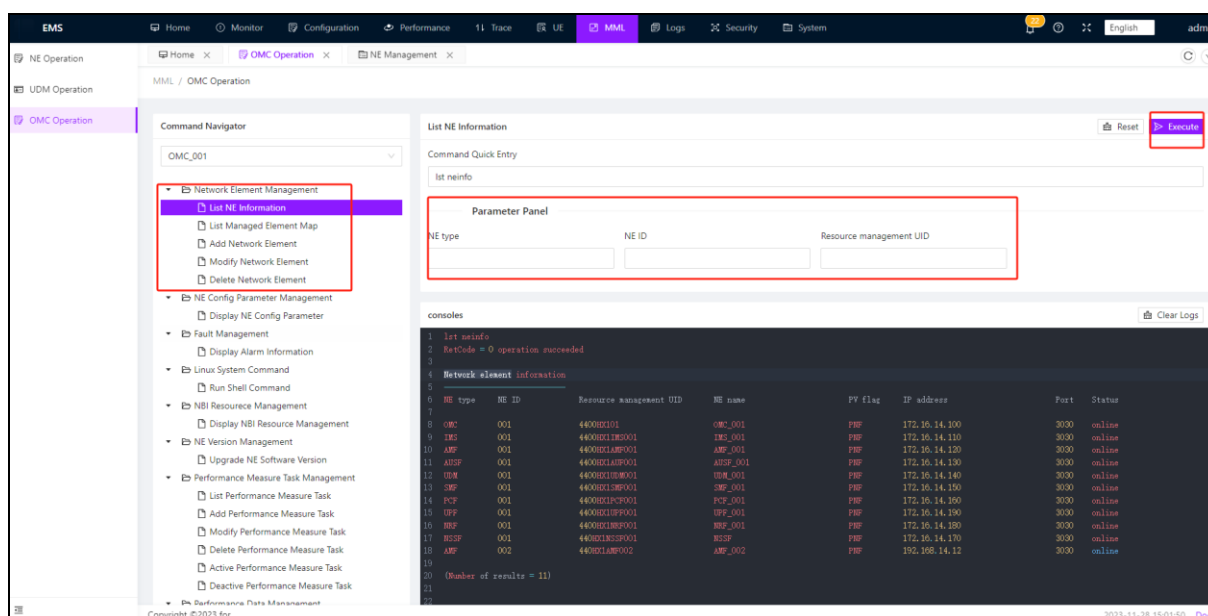 EMS Home Monitor Configuration Performance Trace UE MML Logs Security System 22 English adm
NE Operation
UDM Operation
OMC Operation
Home OMC Operation NE Management
MML / OMC Operation
Command Navigator
OMC_001
Network Element Management
List NE Information
List Managed Element Map
Add Network Element
Modify Network Element
Delete Network Element
NE Config Parameter Management
Display NE Config Parameter
Fault Management
Display Alarm Information
Linux System Command
Run Shell Command
NBI Resourece Management
Display NBI Resource Management
NE Version Management
Upgrade NE Software Version
Performance Measure Task Management
List Performance Measure Task
Add Performance Measure Task
Modify Performance Measure Task
Delete Performance Measure Task
Active Performance Measure Task
Deactive Performance Measure Task
Performance Data Management
List NE Information Reset Execute
Command Quick Entry
lst neinfo
Parameter Panel
NE type NE ID Resource management UID
consoles Clear Logs
1 lst neinfo
2 RetCode = 0 operation succeeded
3
4 Network element information
5
6 NE type NE ID Resource management UID NE name PV flag IP address Port Status
7
8 OMC 001 4400HX101 OMC_001 PNF 172.16.14.100 3030 online
9 IMS 001 4400HX1IMS001 IMS_001 PNF 172.16.14.110 3030 online
10 AMF 001 4400HX1AMF001 AMF_001 PNF 172.16.14.120 3030 online
11 AUSF 001 4400HX1AUF001 AUSF_001 PNF 172.16.14.130 3030 online
12 UDM 001 4400HX1UDM001 UDM_001 PNF 172.16.14.140 3030 online
13 SMF 001 4400HX1SMF001 SMF_001 PNF 172.16.14.150 3030 online
14 PCF 001 4400HX1PCF001 PCF_001 PNF 172.16.14.160 3030 online
15 UPF 001 4400HX1UPF001 UPF_001 PNF 172.16.14.190 3030 online
16 NRF 001 4400HX1NRF001 NRF_001 PNF 172.16.14.180 3030 online
17 NSSF 001 440HX1NSSF001 NSSF PNF 172.16.14.170 3030 online
18 AMF 002 440HX1AMF002 AMF_002 PNF 192.168.14.12 3030 online
19
20 (Number of results = 11)
21
22
Copyright ©2023 for 2023-11-28 15:01:50